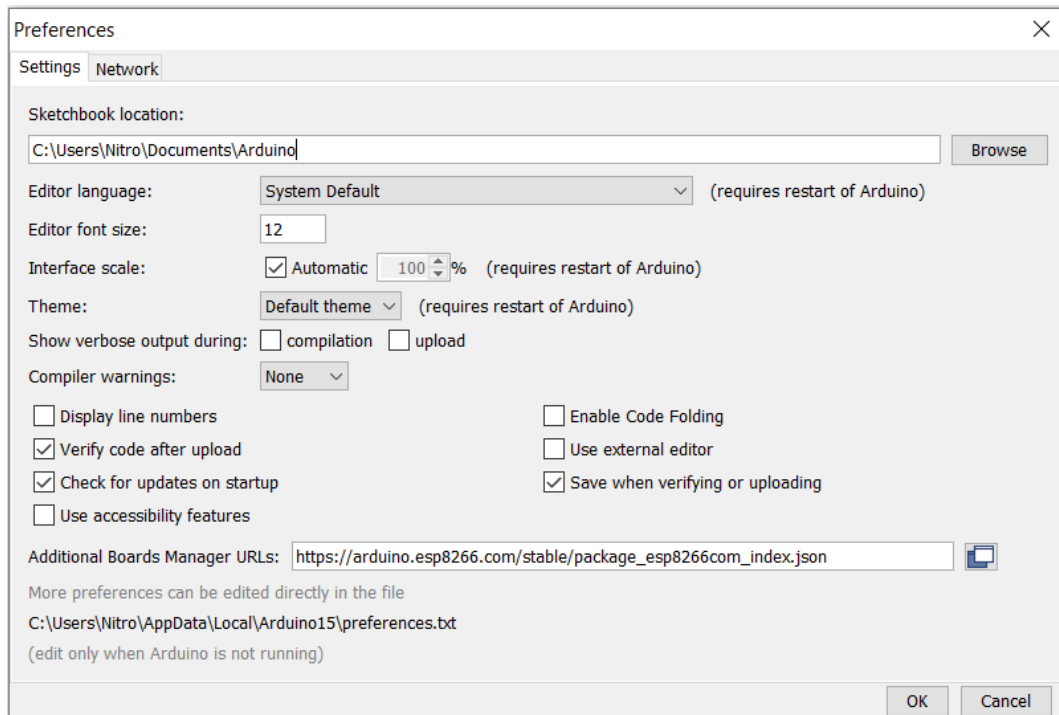 Preferences
Settings Network
Sketchbook location:
C:\Users\Nitro\Documents\Arduino Browse
Editor language: System Default (requires restart of Arduino)
Editor font size: 12
Interface scale: Automatic 100 % (requires restart of Arduino)
Theme: Default theme (requires restart of Arduino)
Show verbose output during: compilation upload
Compiler warnings: None
Display line numbers Enable Code Folding
Verify code after upload Use external editor
Check for updates on startup Save when verifying or uploading
Use accessibility features
Additional Boards Manager URLs: https://arduino.esp8266.com/stable/package_esp8266com_index.json
More preferences can be edited directly in the file
C:\Users\Nitro\AppData\Local\Arduino15\preferences.txt
(edit only when Arduino is not running)
OK Cancel